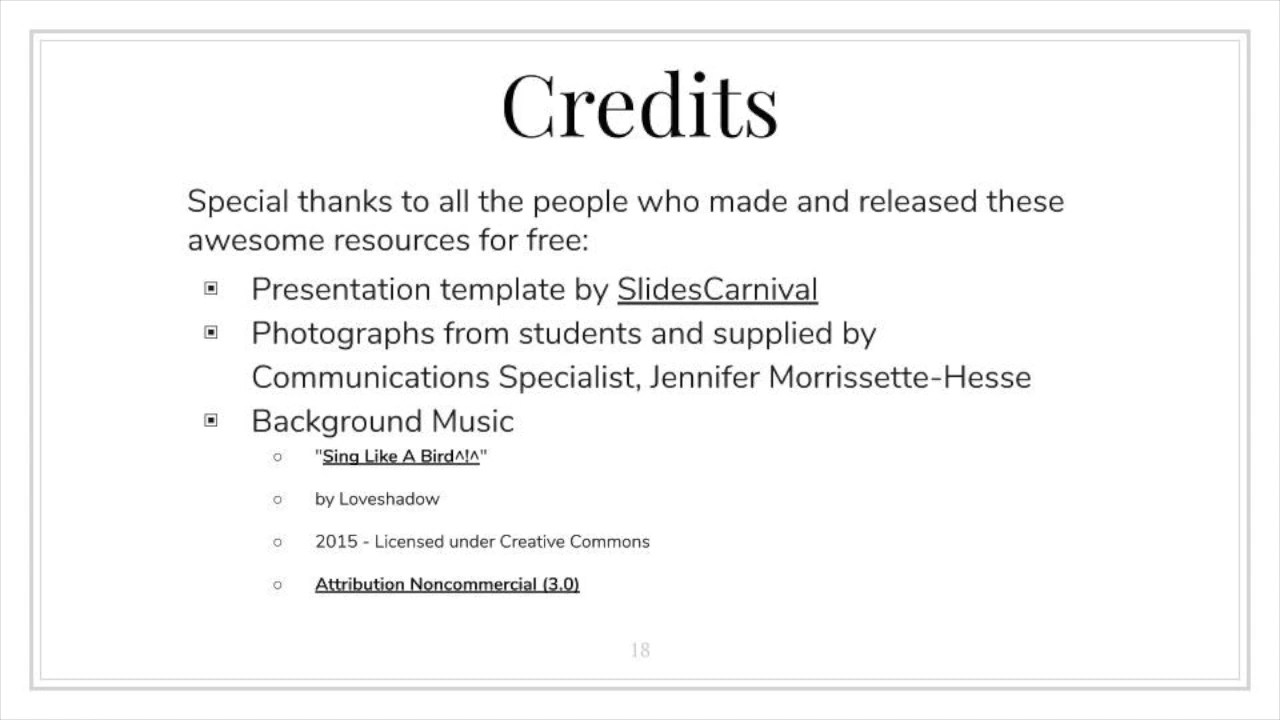 Credits
Special thanks to all the people who made and released these
awesome resources for free:
Presentation template by SlidesCarnival
Photographs from students and supplied by
Communications Specialist, Jennifer Morrissette-Hesse
Background Music
"Sing Like A Bird^!^"
by Loveshadow
2015 - Licensed under Creative Commons
Attribution Noncommercial (3.0)
18